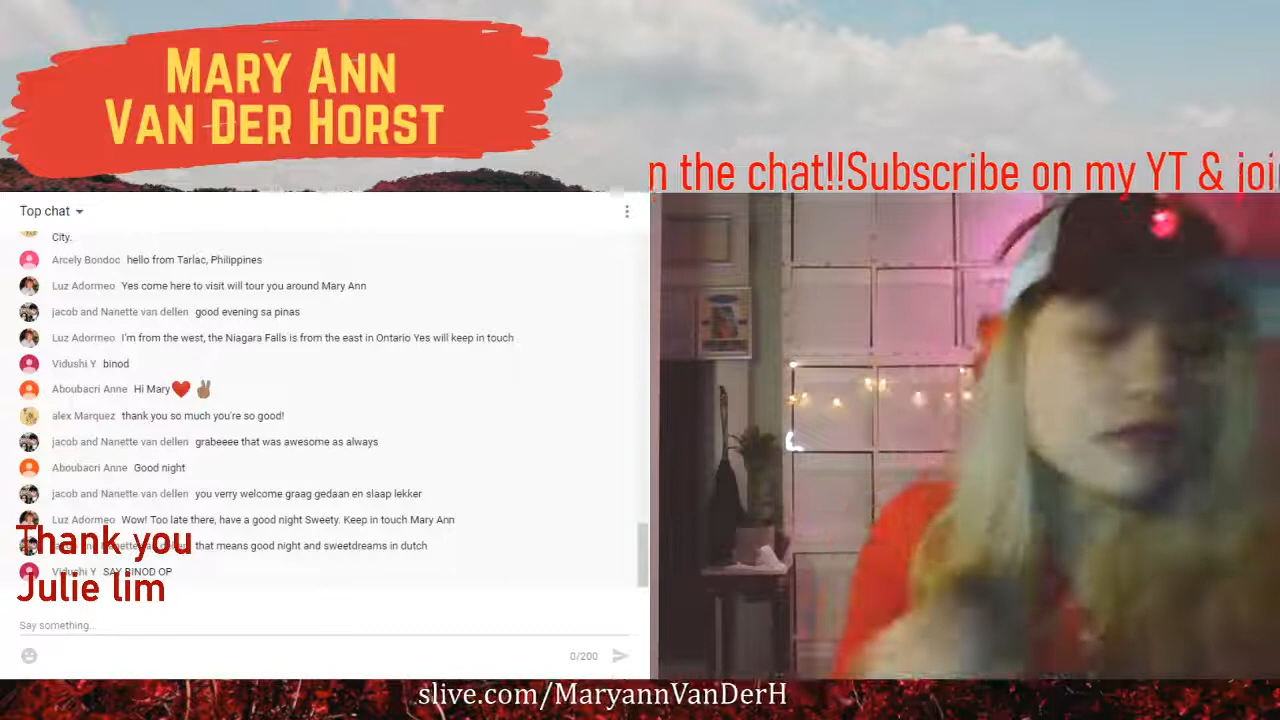 MARY ANN
VAN DER HORST
n the chat!!Subscribe on my YT & joi
Top chat
City.
Arcely Bondoc hello from Tarlac, Philippines
Luz Adormeo Yes come here to visit will tour you around Mary Ann
jacob and Nanette van dellen good evening sa pinas
Luz Adormeo I'm from the west, the Niagara Falls is from the east in Ontario Yes will keep in touch
Vidushi Y binod
Aboubacri Anne Hi Mary❤️ ✌🏽
alex Marquez thank you so much you're so good!
jacob and Nanette van dellen grabeeee that was awesome as always
Aboubacri Anne Good night
jacob and Nanette van dellen you verry welcome graag gedaan en slaap lekker
Luz Adormeo Wow! Too late there, have a good night Sweety. Keep in touch Mary Ann
Nanette van dellen that means good night and sweetdreams in dutch
Vidushi Y SAY BINOD OP
Thank you
Julie lim
Say something...
0/200
slive.com/MaryannVanDerH